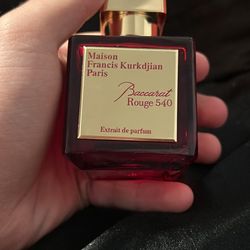 Maison
Francis Kurkdjian
Paris
Baccarat
Rouge 540
Extrait de parfum